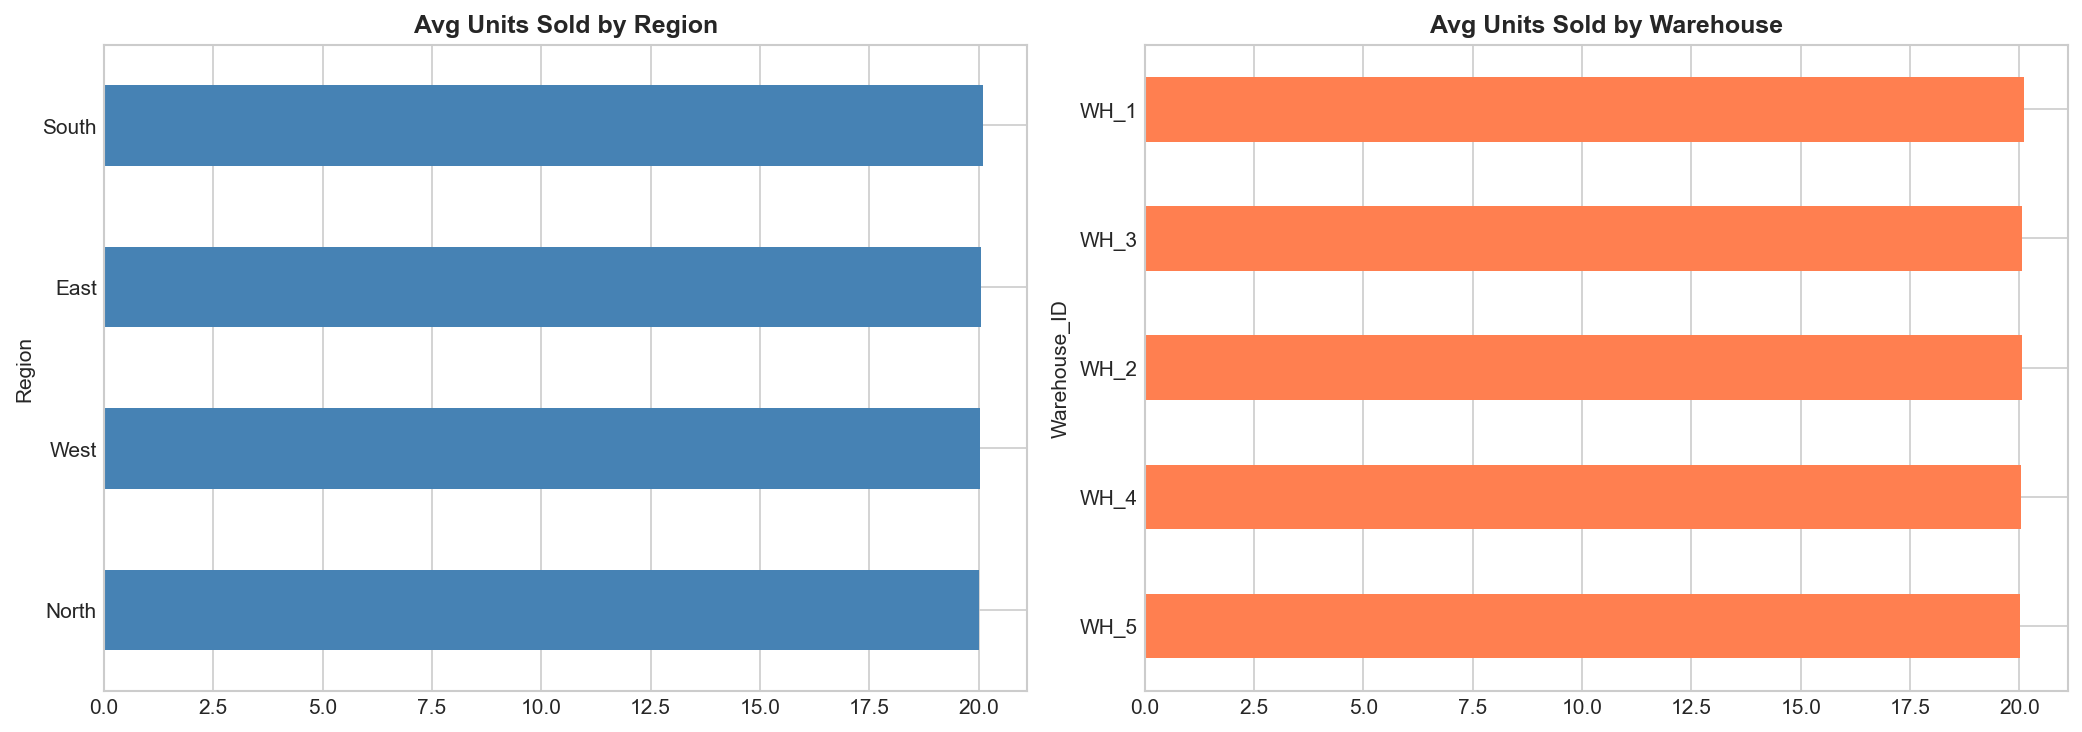 Avg Units Sold by Region
Region
South
East
West
North
0.0 2.5 5.0 7.5 10.0 12.5 15.0 17.5 20.0
Avg Units Sold by Warehouse
Warehouse_ID
WH_1
WH_3
WH_2
WH_4
WH_5
0.0 2.5 5.0 7.5 10.0 12.5 15.0 17.5 20.0